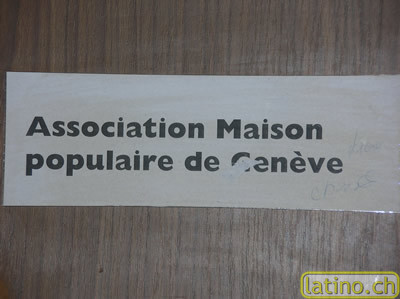 Association Maison
populaire de Genève
latino.ch